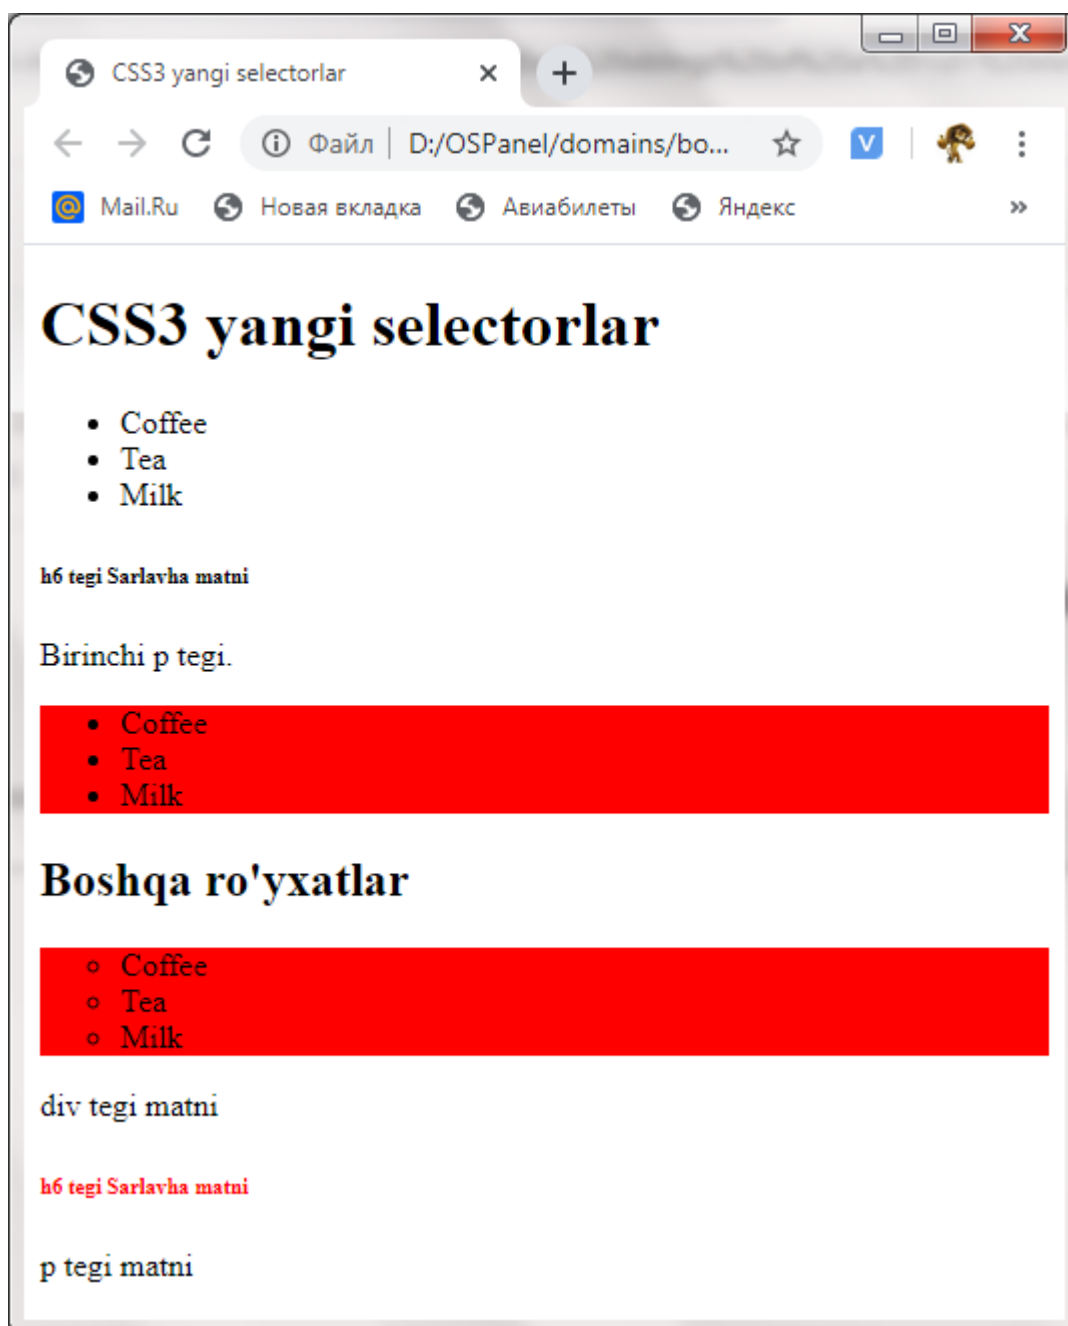 CSS3 yangi selectorlar
Файл | D:/OSPanel/domains/bo...
Mail.Ru Новая вкладка Авиабилеты Яндекс »
CSS3 yangi selectorlar
• Coffee
• Tea
• Milk
h6 tegi Sarlavha matni
Birinchi p tegi.
• Coffee
• Tea
• Milk
Boshqa ro'yxatlar
○ Coffee
○ Tea
○ Milk
div tegi matni
h6 tegi Sarlavha matni
p tegi matni